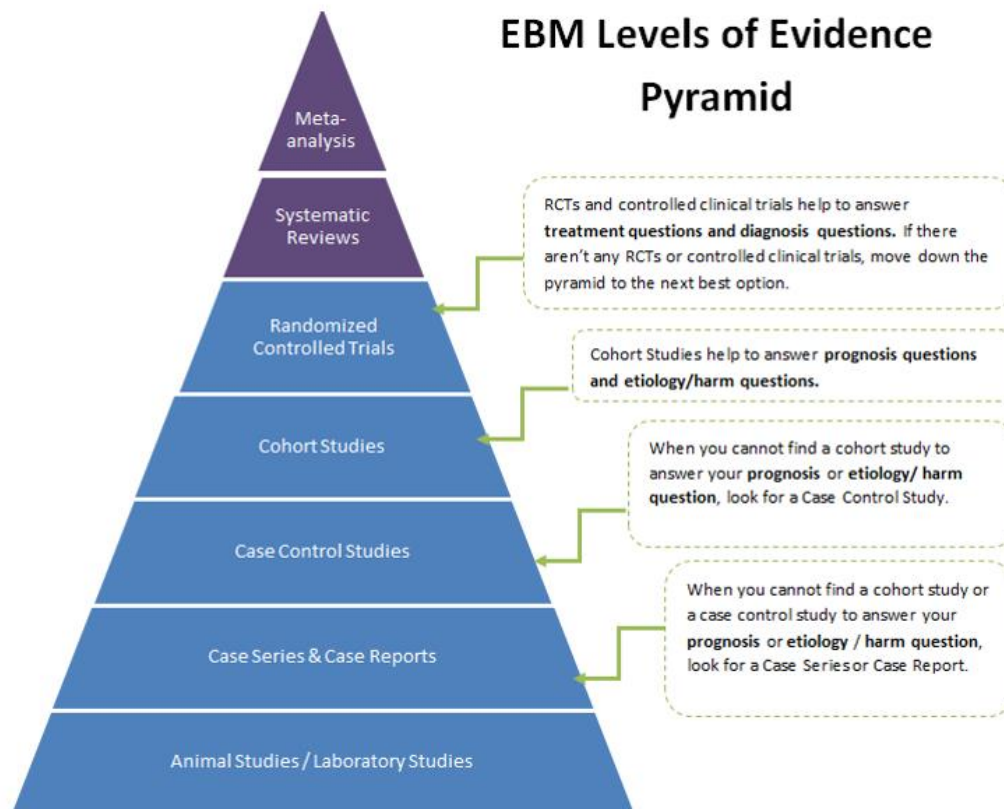 EBM Levels of Evidence
Pyramid
Meta-
analysis
Systematic
Reviews
Randomized
Controlled Trials
Cohort Studies
Case Control Studies
Case Series & Case Reports
Animal Studies / Laboratory Studies
RCTs and controlled clinical trials help to answer
treatment questions and diagnosis questions. If there
aren’t any RCTs or controlled clinical trials, move down the
pyramid to the next best option.
Cohort Studies help to answer prognosis questions
and etiology/harm questions.
When you cannot find a cohort study to
answer your prognosis or etiology/ harm
question, look for a Case Control Study.
When you cannot find a cohort study or
a case control study to answer your
prognosis or etiology / harm question,
look for a Case Series or Case Report.